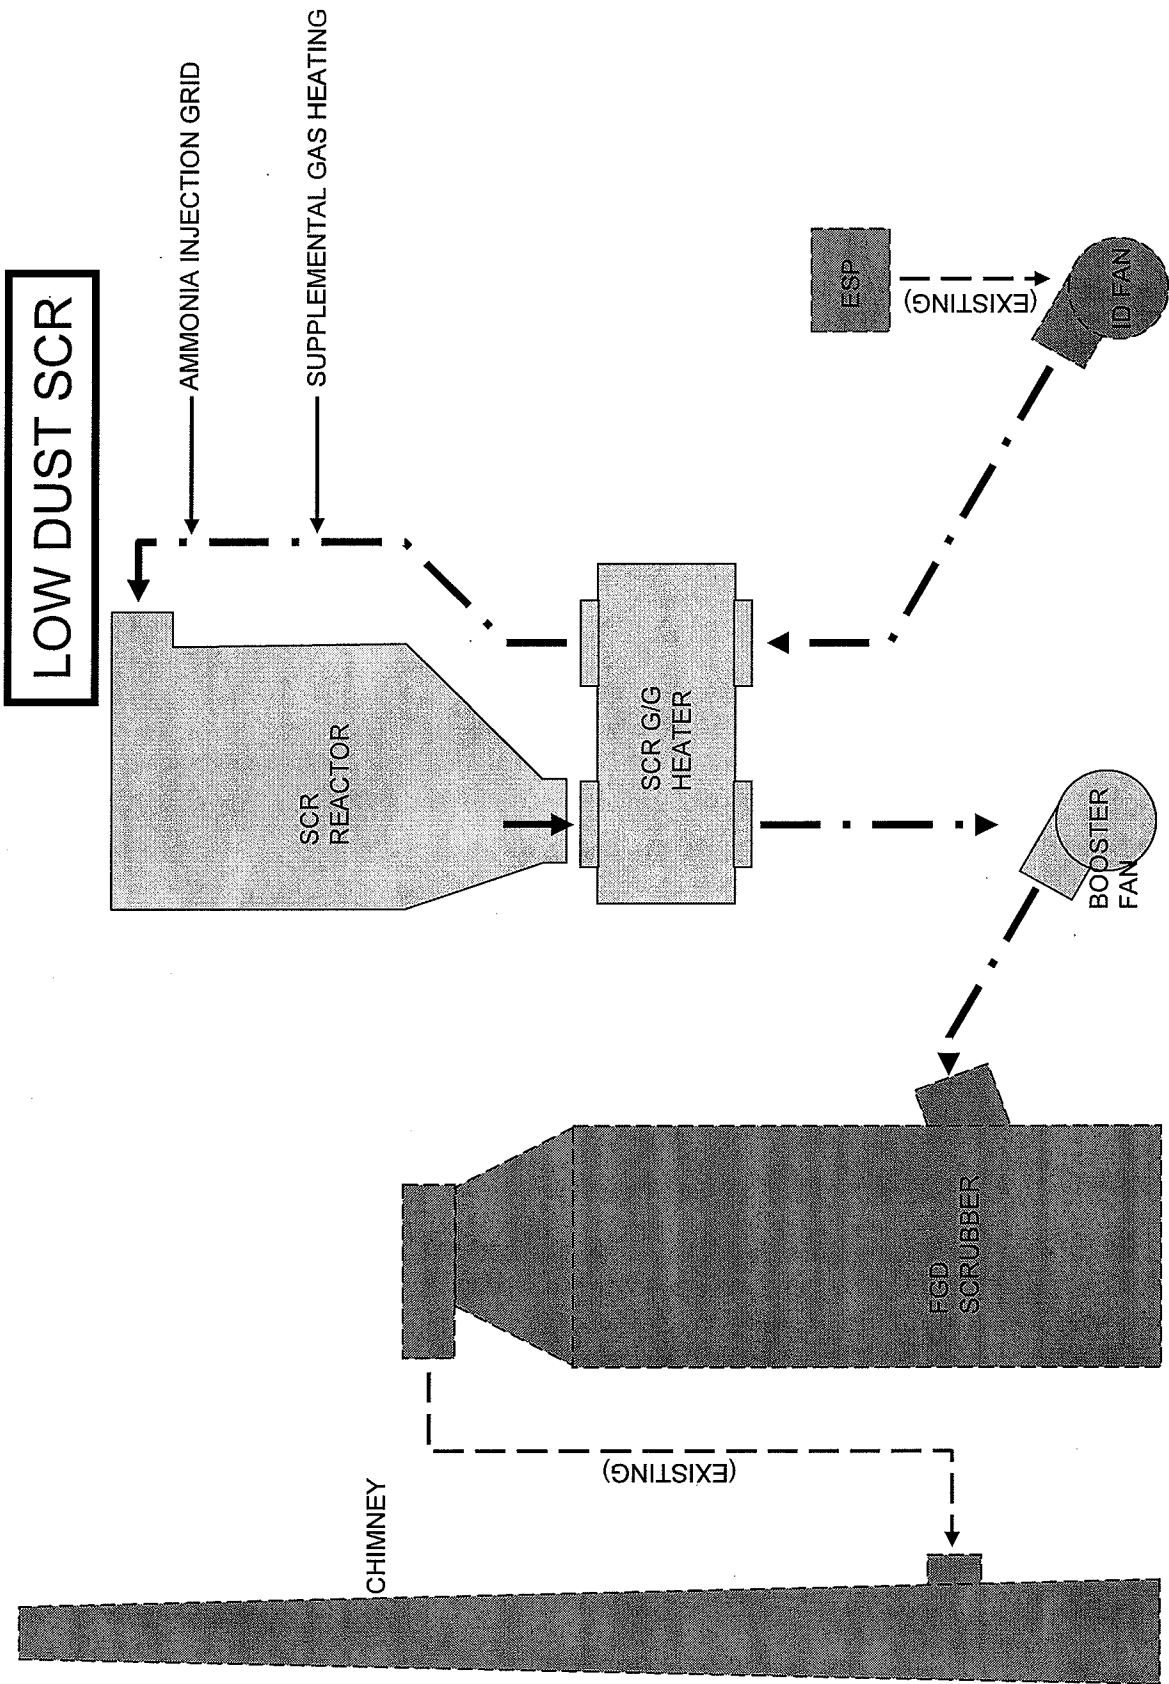 LOW DUST SCR
AMMONIA INJECTION GRID
SUPPLEMENTAL GAS HEATING
SCR
REACTOR
SCR G/G
HEATER
ESP
(EXISTING)
ID FAN
BOOSTER
FAN
FGD
SCRUBBER
(EXISTING)
CHIMNEY